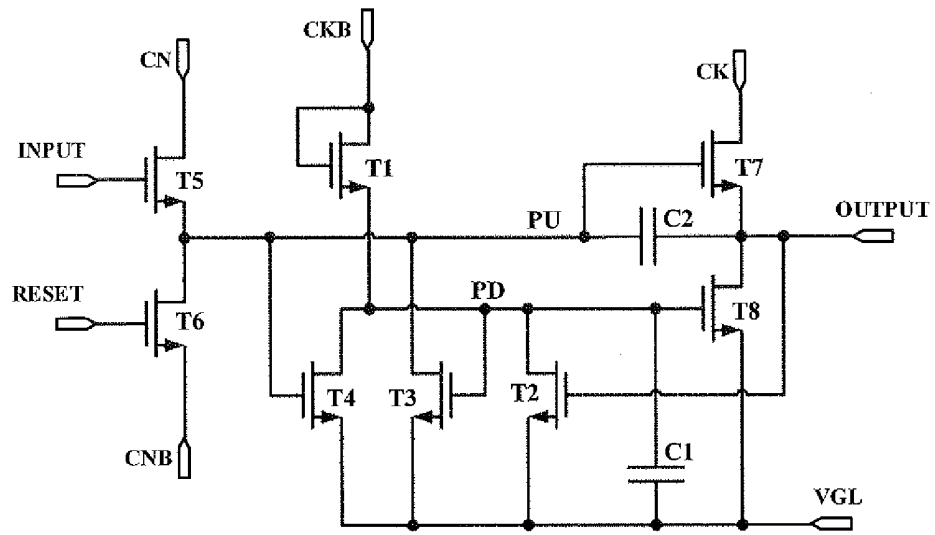 CKB
CN
CK
INPUT
T1
T7
T5
OUTPUT
C2
PU
RESET
PD
T6
T8
T4
T3
T2
C1
CNB
VGL